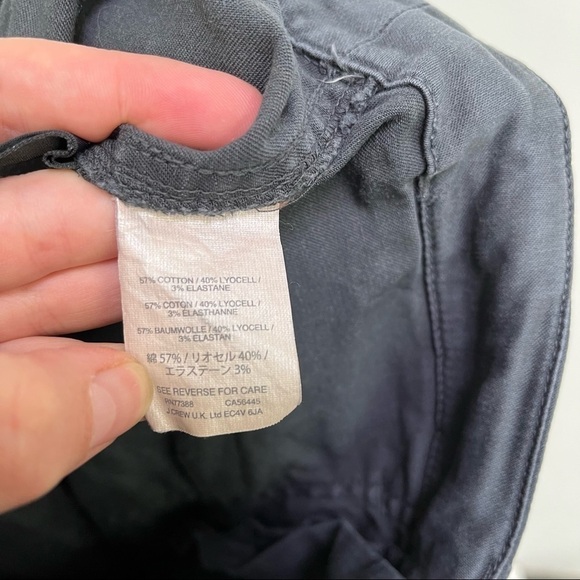 57% COTTON / 40% LYOCELL /
3% ELASTANE
57% COTON / 40% LYOCELL /
3% ELASTHANNE
57% BAUMWOLLE / 40% LYOCELL /
3% ELASTAN
綿 57% / リオセル 40% /
エラステーン 3%
SEE REVERSE FOR CARE
RN77388 CA56445
J.CREW U.K. Ltd EC4V 6JA